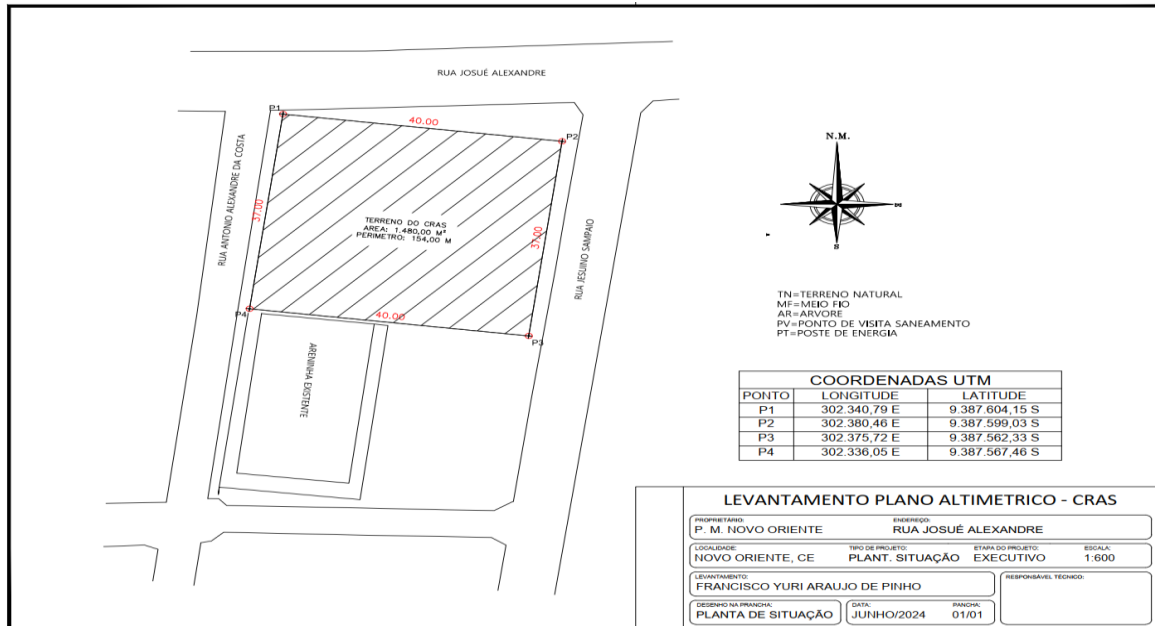 RUA JOSUÉ ALEXANDRE
P1
40.00
P2
RUA ANTONIO ALEXANDRE DA COSTA
37.00
TERRENO DO CRAS
AREA: 1.480,00 M²
PERIMETRO: 154,00 M
37.00
RUA JESUINO SAMPAIO
P4
40.00
P3
ARENINHA EXISTENTE
N.M.
S
TN=TERRENO NATURAL
MF=MEIO FIO
AR=ARVORE
PV=PONTO DE VISITA SANEAMENTO
PT=POSTE DE ENERGIA
COORDENADAS UTM
PONTO LONGITUDE LATITUDE
P1 302.340,79 E 9.387.604,15 S
P2 302.380,46 E 9.387.599,03 S
P3 302.375,72 E 9.387.562,33 S
P4 302.336,05 E 9.387.567,46 S
LEVANTAMENTO PLANO ALTIMETRICO - CRAS
PROPRIETÁRIO: ENDEREÇO:
P. M. NOVO ORIENTE RUA JOSUÉ ALEXANDRE
LOCALIDADE: TIPO DE PROJETO: ETAPA DO PROJETO: ESCALA:
NOVO ORIENTE, CE PLANT. SITUAÇÃO EXECUTIVO 1:600
LEVANTAMENTO: RESPONSÁVEL TÉCNICO:
FRANCISCO YURI ARAUJO DE PINHO
DESENHO NA PRANCHA: DATA: PANCHA:
PLANTA DE SITUAÇÃO JUNHO/2024 01/01